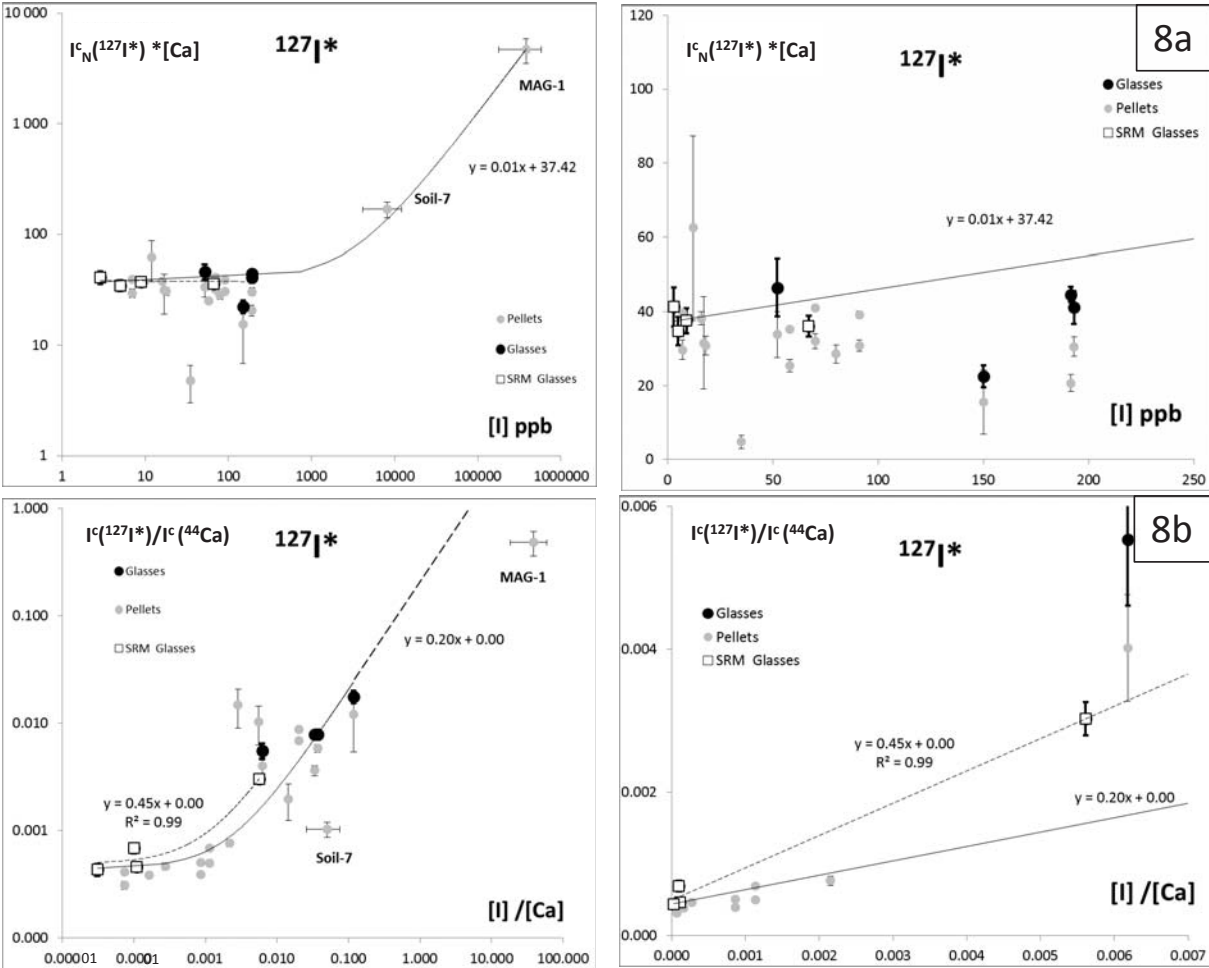 10 000
1 000
100
10
1
Iᶜ_N(¹²⁷I*) *[Ca]
¹²⁷I*
MAG-1
y = 0.01x + 37.42
Soil-7
Pellets
Glasses
SRM Glasses
[I] ppb
1 10 100 1000 10000 100000 1000000
120
100
80
60
40
20
0
Iᶜ_N(¹²⁷I*) *[Ca]
¹²⁷I*
8a
Glasses
Pellets
SRM Glasses
y = 0.01x + 37.42
[I] ppb
0 50 100 150 200 250
1.000
0.100
0.010
0.001
0.000
Iᶜ(¹²⁷I*)/Iᶜ(⁴⁴Ca)
¹²⁷I*
Glasses
Pellets
SRM Glasses
MAG-1
y = 0.20x + 0.00
y = 0.45x + 0.00
R² = 0.99
Soil-7
[I] /[Ca]
0.001 0.010 0.100 1.000 10.000 100.000
0.006
0.004
0.002
0.000
Iᶜ(¹²⁷I*)/Iᶜ(⁴⁴Ca)
¹²⁷I*
8b
Glasses
Pellets
SRM Glasses
y = 0.45x + 0.00
R² = 0.99
y = 0.20x + 0.00
[I] /[Ca]
0.000 0.001 0.002 0.003 0.004 0.005 0.006 0.007